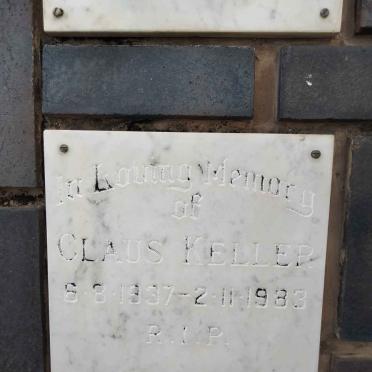 In Loving Memory
of
CLAUS KELLER
6·8·1937-2·11·1983
R.I.P.